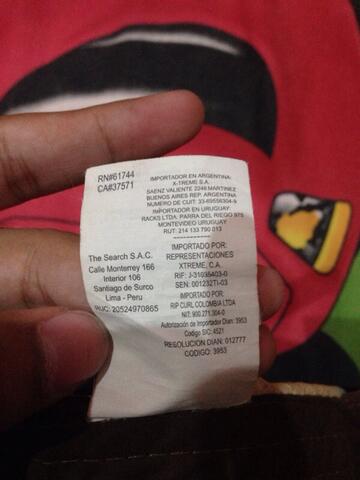 RN#61744
CA#37571
The Search S.A.C.
Calle Monterrey 166
Interior 106
Santiago de Surco
Lima - Peru
RUC: 20524970865
IMPORTADOR EN ARGENTINA:
X-TREME S.A.
SAENZ VALIENTE 2246 MARTINEZ
BUENOS AIRES REP. ARGENTINA
NUMERO DE CUIT: 33-69556304-9
IMPORTADOR EN URUGUAY:
RACKS LTDA. PARRA DEL RIEGO 975
MONTEVIDEO URUGUAY
RUT: 214 133 790 013
IMPORTADO POR:
REPRESENTACIONES
XTREME, C.A.
RIF: J-31038403-0
SEN: 001232TI-03
IMPORTADO POR:
RIP CURL COLOMBIA LTDA
NIT: 900.271.304-0
Autorización de Importador Dian: 3953
Codigo SIC: 4521
RESOLUCION DIAN: 012777
CODIGO: 3953